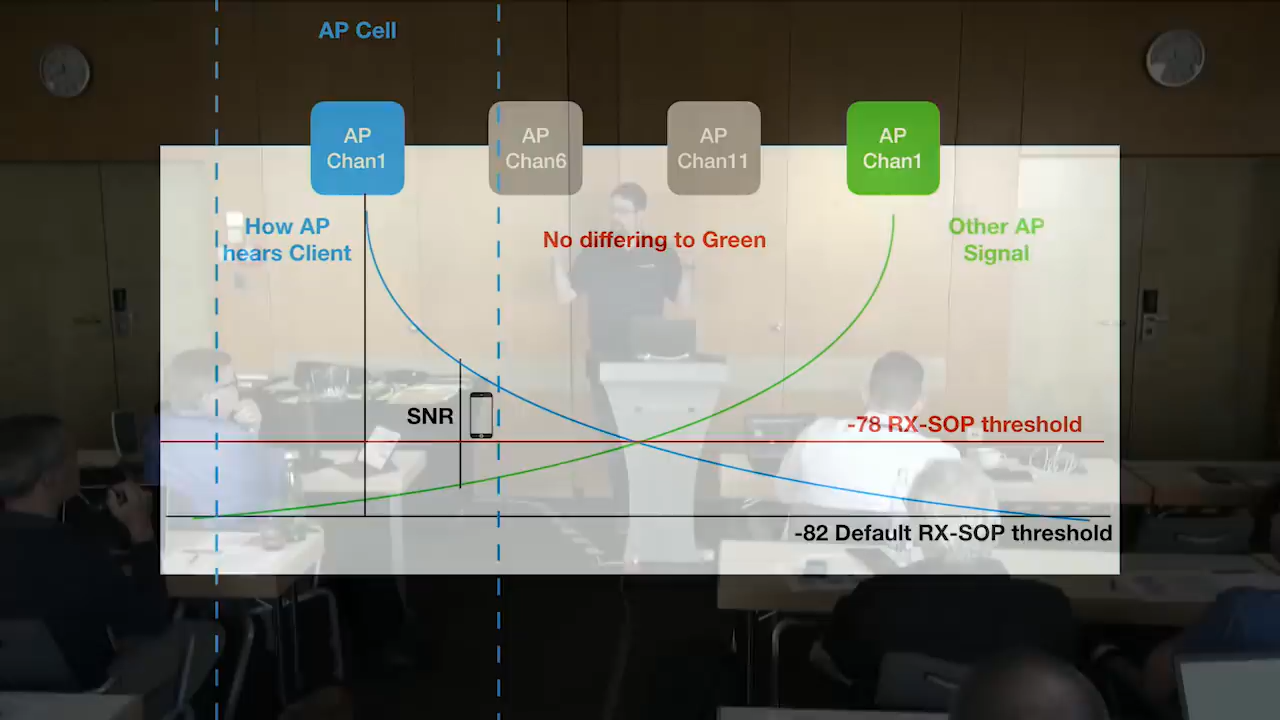 AP Cell
AP
Chan1
AP
Chan6
AP
Chan11
AP
Chan1
How AP
hears Client
No differing to Green
Other AP
Signal
SNR
-78 RX-SOP threshold
-82 Default RX-SOP threshold